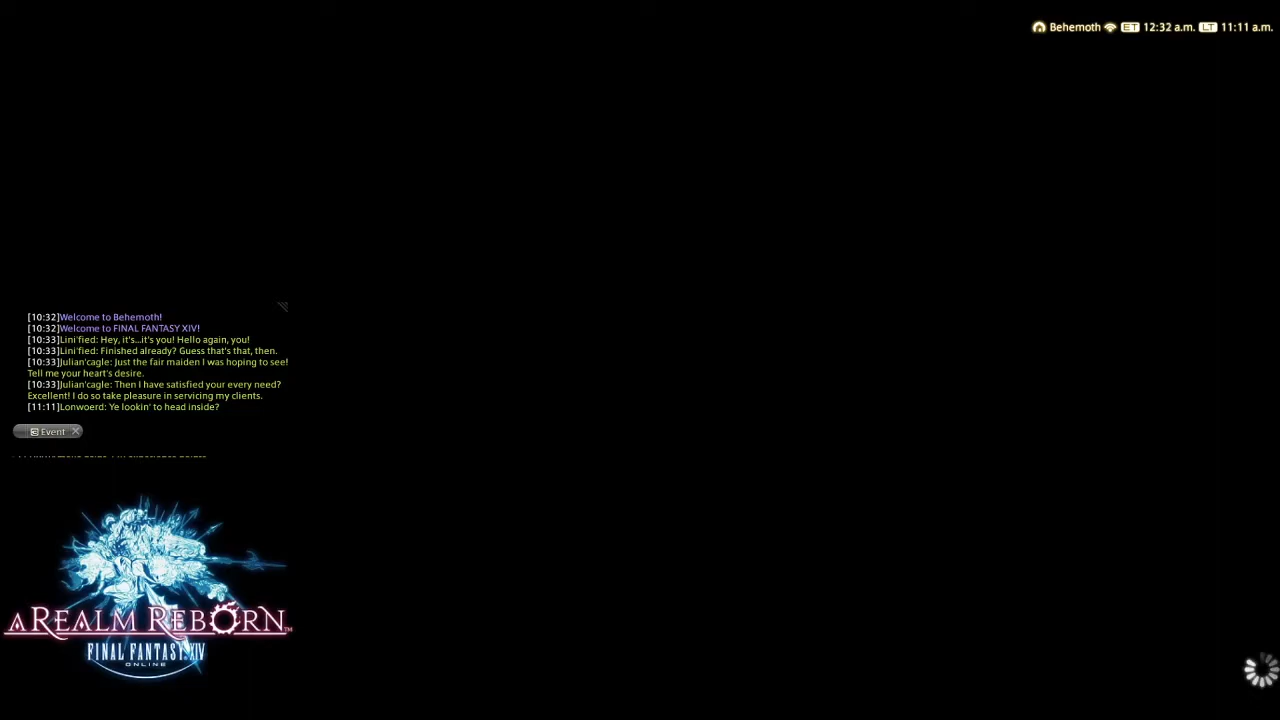 Behemoth ET 12:32 a.m. LT 11:11 a.m.
[10:32]Welcome to Behemoth!
[10:32]Welcome to FINAL FANTASY XIV!
[10:33]Lini'fied: Hey, it's...it's you! Hello again, you!
[10:33]Lini'fied: Finished already? Guess that's that, then.
[10:33]Julian'cagle: Just the fair maiden I was hoping to see!
Tell me your heart's desire.
[10:33]Julian'cagle: Then I have satisfied your every need?
Excellent! I do so take pleasure in servicing my clients.
[11:11]Lonwoerd: Ye lookin' to head inside?
Event
A REALM REBORN™
FINAL FANTASY XIV
ONLINE